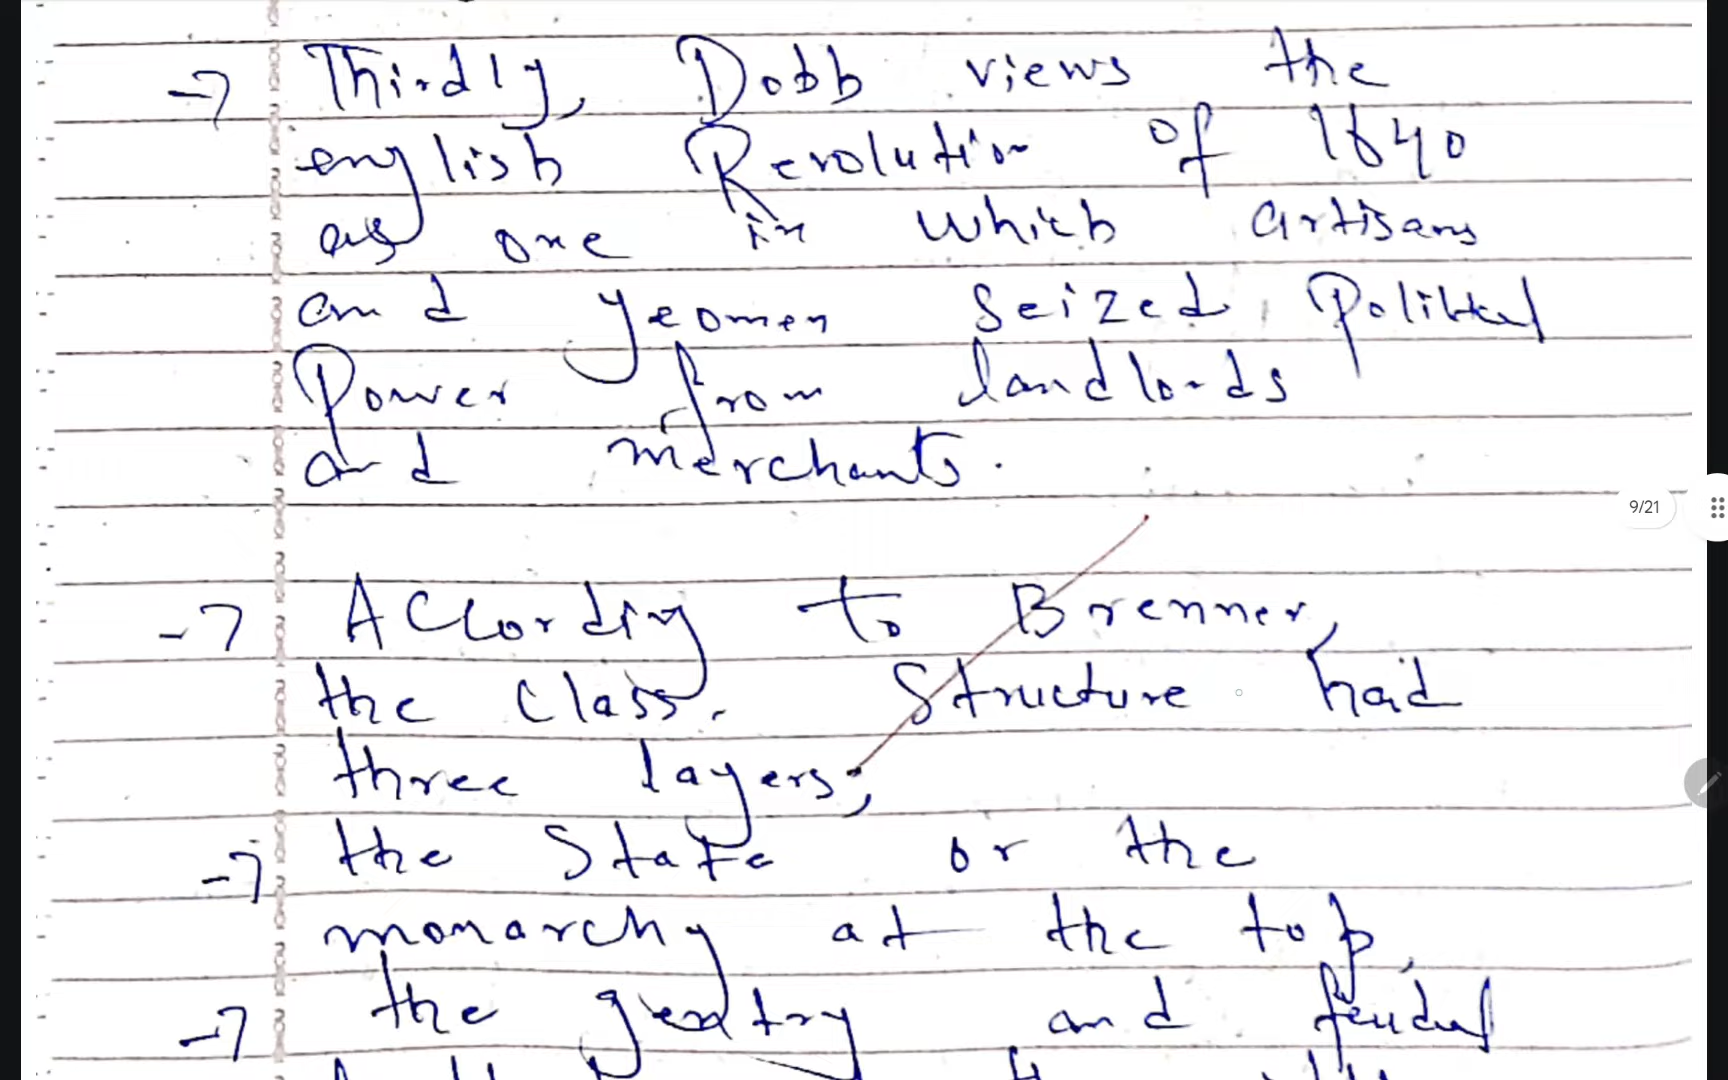 → Thirdly, Dobb views the
english Revolution of 1640
as one in which artisans
and yeomen seized Political
Power from landlords
and merchants.
9/21
→ According to Brenner,
the class structure had
three layers;
→ the State or the
monarchy at the top,
→ the gentry and feudal